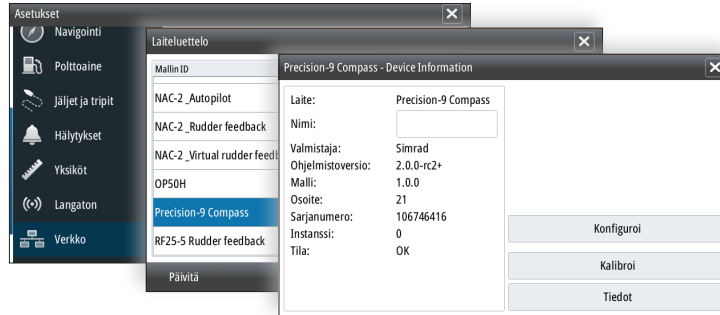 Asetukset
Navigointi
Polttoaine
Jäljet ja tripit
Hälytykset
Yksiköt
Langaton
Verkko
Laiteluettelo
Mallin ID
NAC-2 _Autopilot
NAC-2 _Rudder feedback
NAC-2 _Virtual rudder feedb
OP50H
Precision-9 Compass
RF25-5 Rudder feedback
Päivitä
Precision-9 Compass - Device Information
Laite: Precision-9 Compass
Nimi:
Valmistaja: Simrad
Ohjelmistoversio: 2.0.0-rc2+
Malli: 1.0.0
Osoite: 21
Sarjanumero: 106746416
Instanssi: 0
Tila: OK
Konfiguroi
Kalibroi
Tiedot